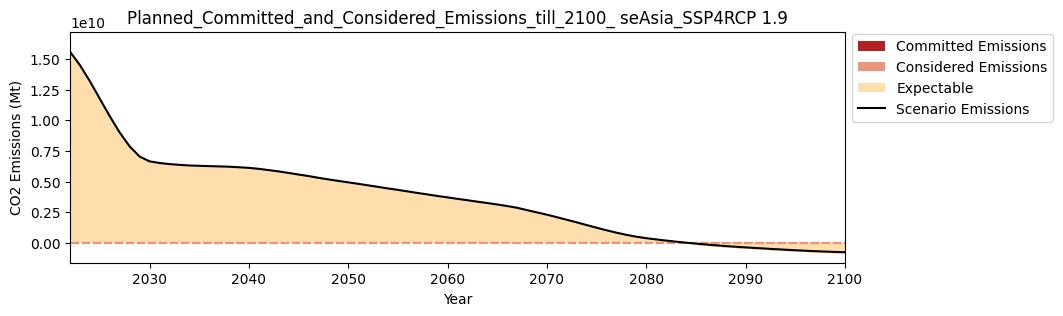 Planned_Committed_and_Considered_Emissions_till_2100_ seAsia_SSP4RCP 1.9
1e10
CO2 Emissions (Mt)
1.50
1.25
1.00
0.75
0.50
0.25
0.00
2030 2040 2050 2060 2070 2080 2090 2100
Year
Committed Emissions
Considered Emissions
Expectable
Scenario Emissions